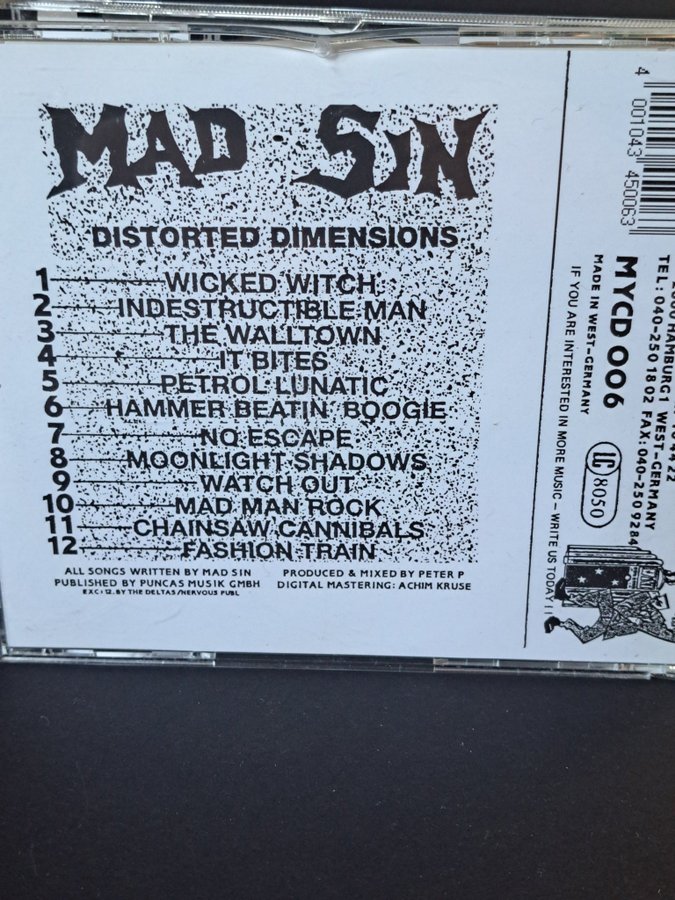 MAD SIN
DISTORTED DIMENSIONS
1 WICKED WITCH
2 INDESTRUCTIBLE MAN
3 THE WALLTOWN
4 IT BITES
5 PETROL LUNATIC
6 HAMMER BEATIN' BOOGIE
7 NO ESCAPE
8 MOONLIGHT SHADOWS
9 WATCH OUT
10 MAD MAN ROCK
11 CHAINSAW CANNIBALS
12 FASHION TRAIN
ALL SONGS WRITTEN BY MAD SIN
PUBLISHED BY PUNCAS MUSIK GMBH
EXC: 12. BY THE DELTAS/NERVOUS PUBL
PRODUCED & MIXED BY PETER P
DIGITAL MASTERING: ACHIM KRUSE
4 001043 450063
HAMBURG 1 WEST-GERMANY
TEL.: 040-250 18 02 FAX: 040-250 9284
MYCD 006
MADE IN WEST-GERMANY
IF YOU ARE INTERESTED IN MORE MUSIC – WRITE US TODAY!!
LC 8050